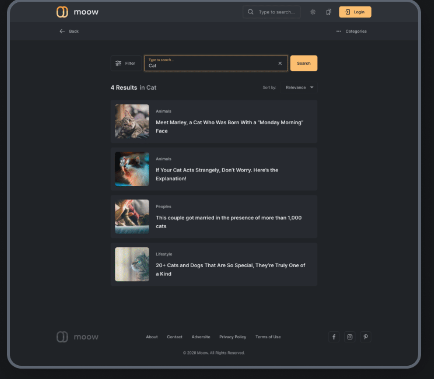 moow
Type to search...
Login
Back
Categories
Filter
Type to search...
Cat
Search
4 Results in Cat
Sort by:
Relevance
Animals
Meet Marley, a Cat Who Was Born With a "Monday Morning"
Face
Animals
If Your Cat Acts Strangely, Don't Worry. Here's the
Explanation!
People
This couple got married in the presence of more than 1,000
cats
Lifestyle
20+ Cats and Dogs That Are So Special, They're Truly One of
a Kind
moow
About
Contact
Advertise
Privacy Policy
Terms of Use
All Rights Reserved.